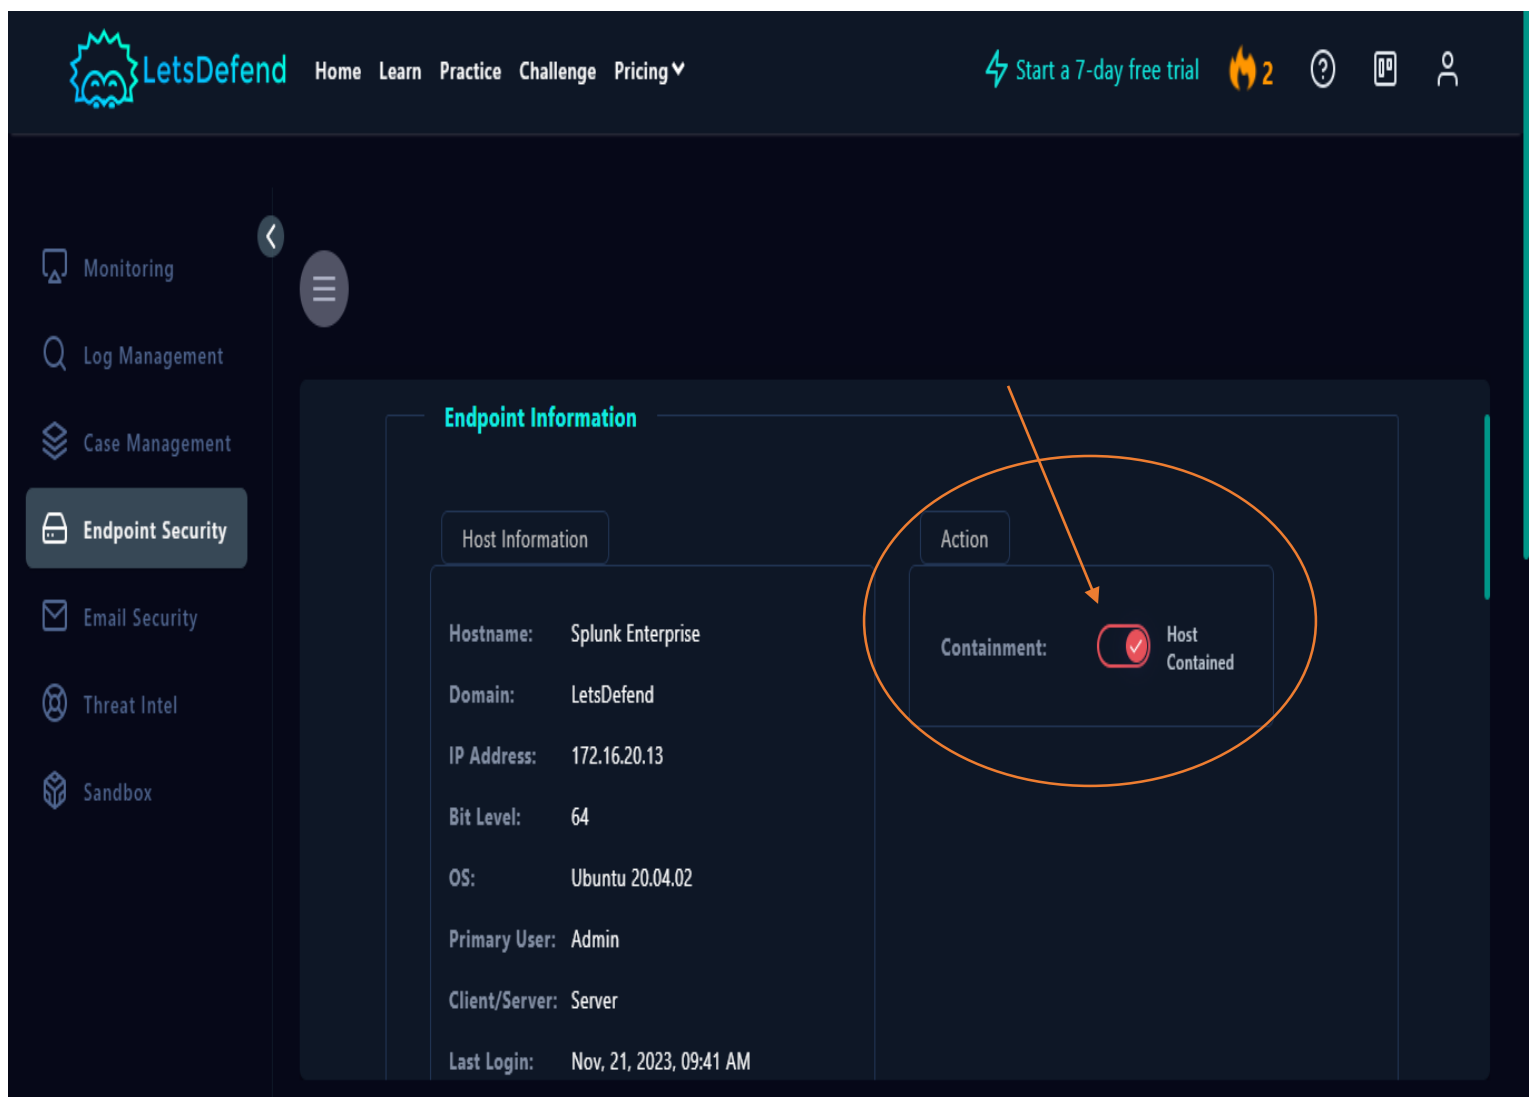 LetsDefend Home Learn Practice Challenge Pricing Start a 7-day free trial 2
Monitoring
Log Management
Case Management
Endpoint Security
Email Security
Threat Intel
Sandbox
Endpoint Information
Host Information
Hostname: Splunk Enterprise
Domain: LetsDefend
IP Address: 172.16.20.13
Bit Level: 64
OS: Ubuntu 20.04.02
Primary User: Admin
Client/Server: Server
Last Login: Nov, 21, 2023, 09:41 AM
Action
Containment: Host
Contained